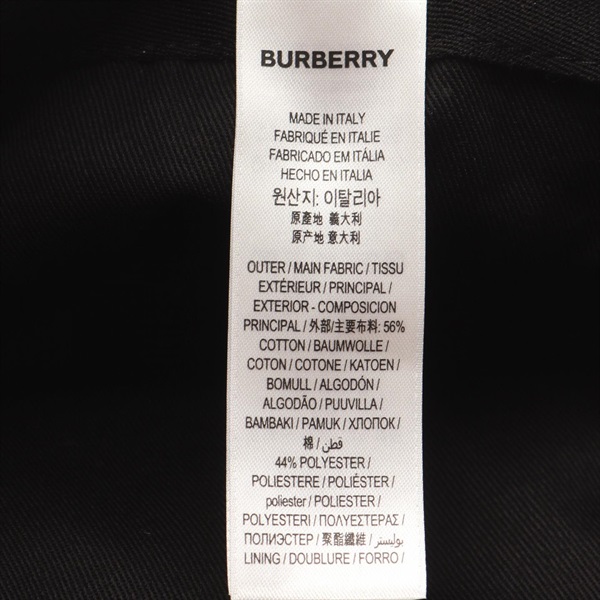 BURBERRY
MADE IN ITALY
FABRIQUÉ EN ITALIE
FABRICADO EM ITÁLIA
HECHO EN ITALIA
원산지: 이탈리아
原產地 義大利
原产地 意大利
OUTER / MAIN FABRIC / TISSU
EXTÉRIEUR / PRINCIPAL /
EXTERIOR - COMPOSICION
PRINCIPAL / 外部/主要布料: 56%
COTTON / BAUMWOLLE /
COTON / COTONE / KATOEN /
BOMULL / ALGODÓN /
ALGODÃO / PUUVILLA /
BAMBAKI / PAMUK / ХЛОПОК /
棉 / قطن /
44% POLYESTER /
POLIESTERE / POLIÉSTER /
poliester / POLIESTER /
POLYESTERI / ΠΟΛΥΕΣΤΕΡΑΣ /
ПОЛИЭСТЕР / 聚酯纖維 / بوليستر /
LINING / DOUBLURE / FORRO /